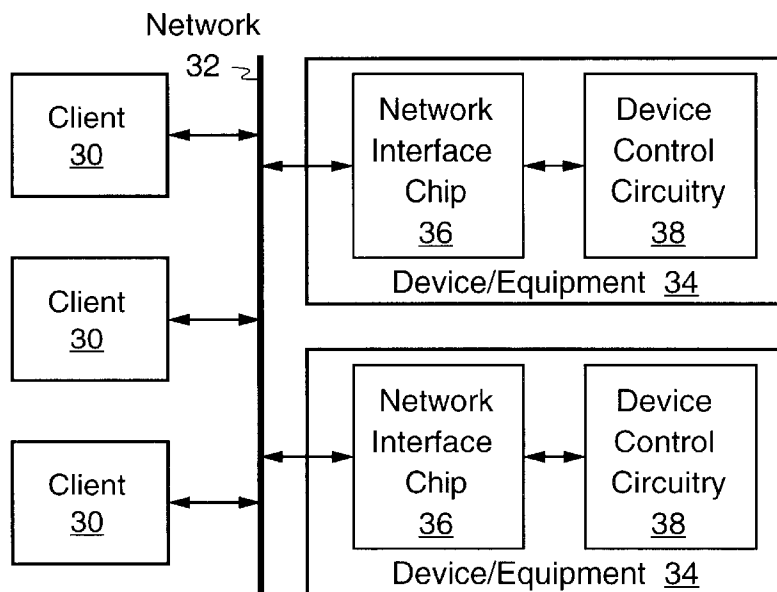 Network
32
Client
30
Client
30
Client
30
Network
Interface
Chip
36
Device
Control
Circuitry
38
Device/Equipment 34
Network
Interface
Chip
36
Device
Control
Circuitry
38
Device/Equipment 34